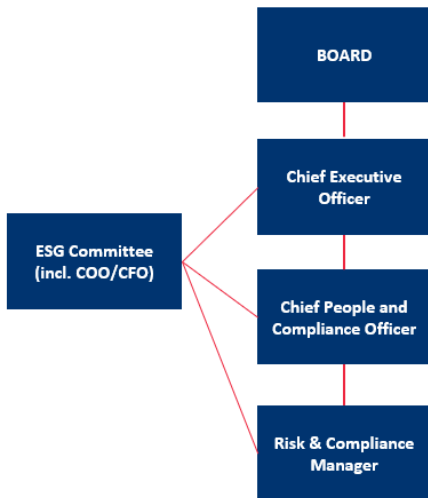 BOARD
Chief Executive
Officer
ESG Committee
(incl. COO/CFO)
Chief People and
Compliance Officer
Risk & Compliance
Manager